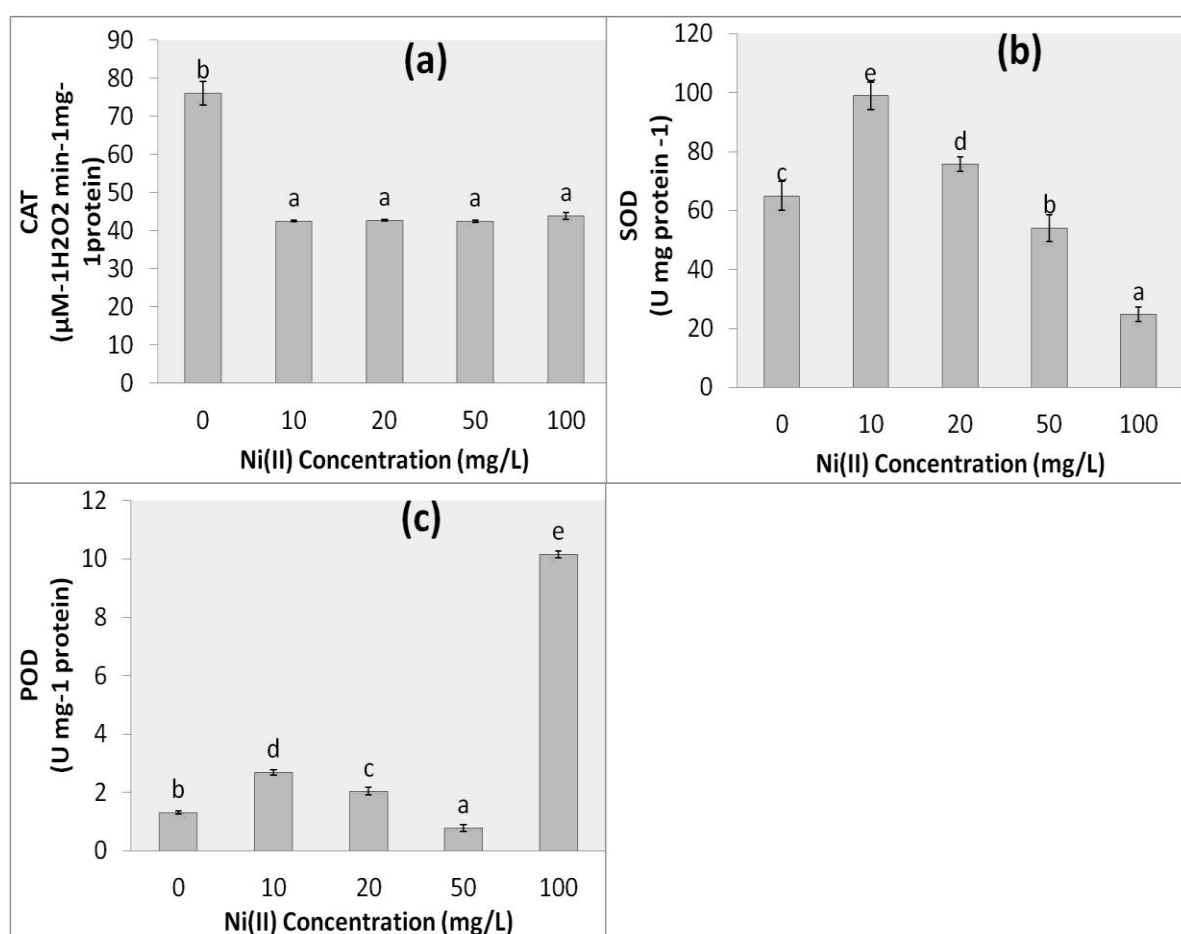 (a)
CAT
(µM-1H2O2 min-1mg-
1protein)
90
80
70
60
50
40
30
20
10
0
b
a
a
a
a
0 10 20 50 100
Ni(II) Concentration (mg/L)
(b)
SOD
(U mg protein -1)
120
100
80
60
40
20
0
c
e
d
b
a
0 10 20 50 100
Ni(II) Concentration (mg/L)
(c)
POD
(U mg-1 protein)
12
10
8
6
4
2
0
b
d
c
a
e
0 10 20 50 100
Ni(II) Concentration (mg/L)